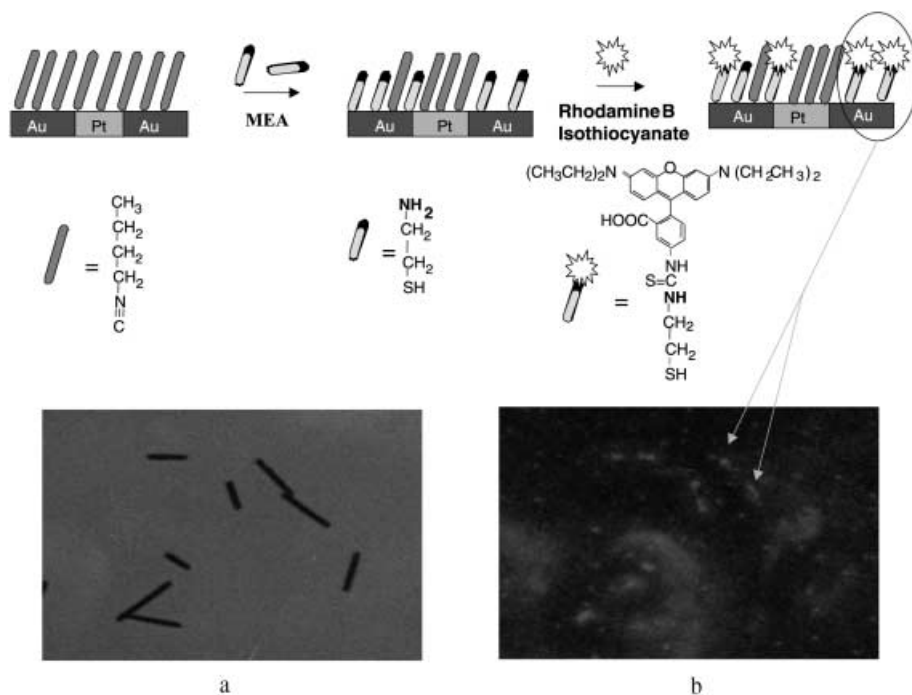 Au Pt Au
MEA
Au Pt Au
Rhodamine B
Isothiocyanate
Au Pt Au
=
CH3
CH2
CH2
CH2
N
C
=
NH2
CH2
CH2
SH
(CH3CH2)2N O N (CH2CH3)2
HOOC
NH
S=C
=
NH
CH2
CH2
SH
a b